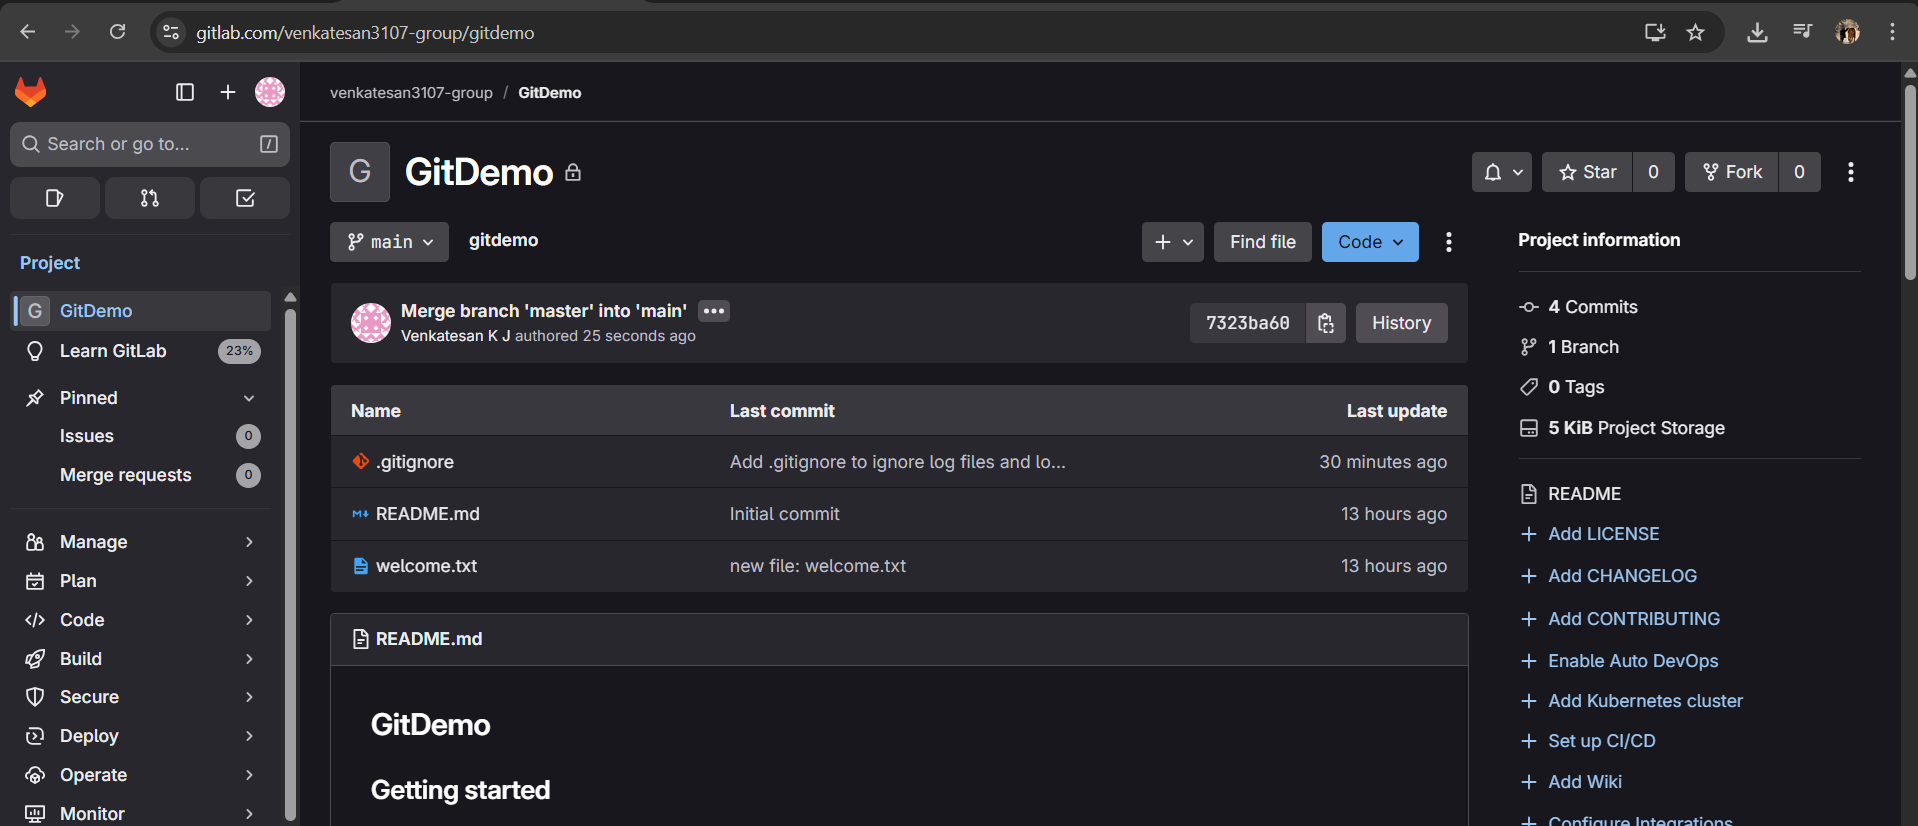 gitlab.com/venkatesan3107-group/gitdemo
venkatesan3107-group / GitDemo
Search or go to... /
G GitDemo
Star 0 Fork 0
main gitdemo
Find file Code
Project information
Project
G GitDemo
Learn GitLab 23%
Pinned
Issues 0
Merge requests 0
Manage
Plan
Code
Build
Secure
Deploy
Operate
Monitor
Merge branch 'master' into 'main'
Venkatesan K J authored 25 seconds ago
7323ba60 History
Name Last commit Last update
.gitignore Add .gitignore to ignore log files and lo... 30 minutes ago
README.md Initial commit 13 hours ago
welcome.txt new file: welcome.txt 13 hours ago
README.md
GitDemo
Getting started
4 Commits
1 Branch
0 Tags
5 KiB Project Storage
README
Add LICENSE
Add CHANGELOG
Add CONTRIBUTING
Enable Auto DevOps
Add Kubernetes cluster
Set up CI/CD
Add Wiki
Configure Integrations